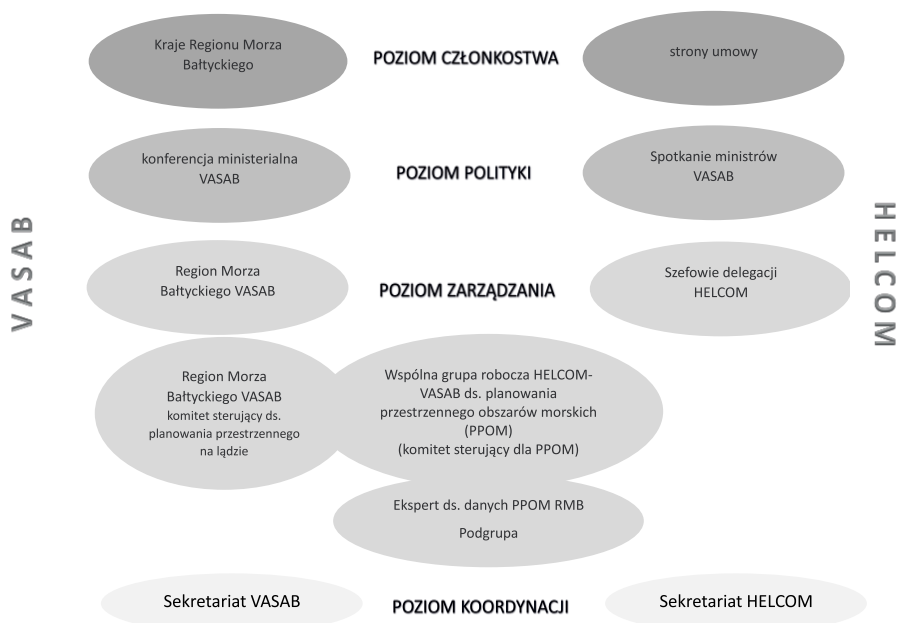 Kraje Regionu Morza
Bałtyckiego
POZIOM CZŁONKOSTWA
strony umowy
konferencja ministerialna
VASAB
POZIOM POLITYKI
Spotkanie ministrów
VASAB
VASAB
HELCOM
Region Morza
Bałtyckiego VASAB
POZIOM ZARZĄDZANIA
Szefowie delegacji
HELCOM
Region Morza
Bałtyckiego VASAB
komitet sterujący ds.
planowania przestrzennego
na lądzie
Wspólna grupa robocza HELCOM-
VASAB ds. planowania
przestrzennego obszarów morskich
(PPOM)
(komitet sterujący dla PPOM)
Ekspert ds. danych PPOM RMB
Podgrupa
Sekretariat VASAB
POZIOM KOORDYNACJI
Sekretariat HELCOM